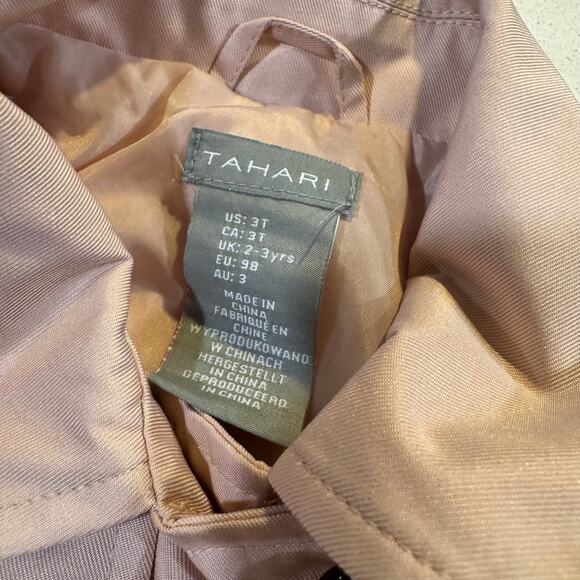 TAHARI
US: 3T
CA: 3T
UK: 2-3yrs
EU: 98
AU: 3
MADE IN
CHINA
FABRIQUÉ EN
CHINE
WYPRODUKOWANO
W CHINACH
HERGESTELLT
IN CHINA
GEPRODUCEERD
IN CHINA